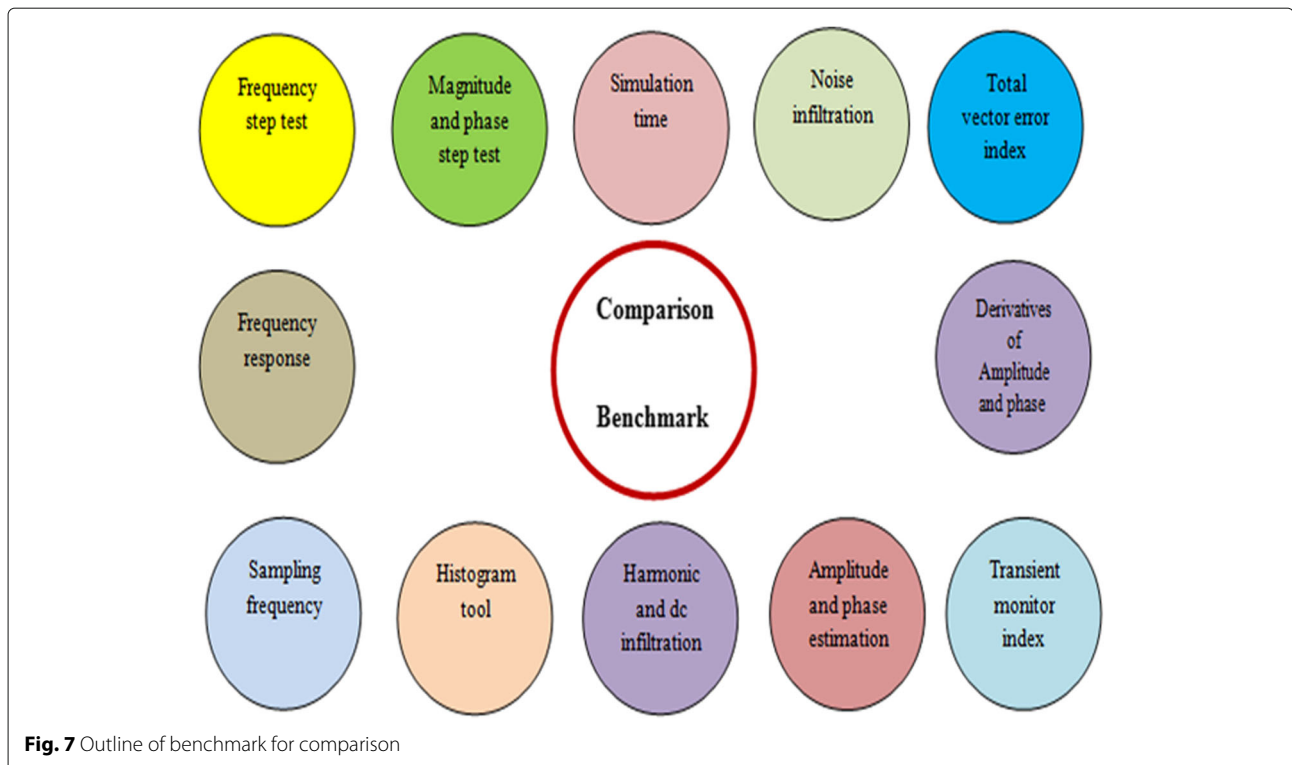 Frequency
step test
Magnitude
and phase
step test
Simulation
time
Noise
infiltration
Total
vector error
index
Frequency
response
Comparison
Benchmark
Derivatives
of
Amplitude
and phase
Sampling
frequency
Histogram
tool
Harmonic
and dc
infiltration
Amplitude
and phase
estimation
Transient
monitor
index
Fig. 7 Outline of benchmark for comparison